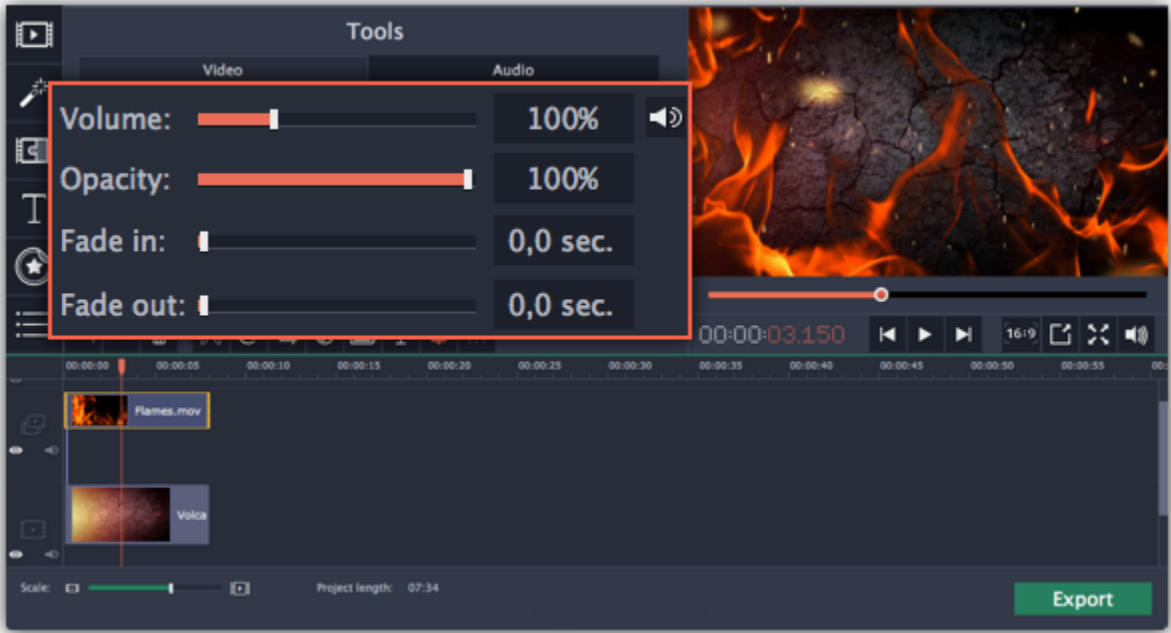 Tools
Video Audio
Volume: 100%
Opacity: 100%
T
Fade in: 0,0 sec.
Fade out: 0,0 sec.
00:00:03.150 16:9
00:00:00 00:00:05 00:00:10 00:00:15 00:00:20 00:00:25 00:00:30 00:00:35 00:00:40 00:00:45 00:00:50 00:00:55 00:
Flames.mov
Volca
Scale: Project length: 07:34
Export